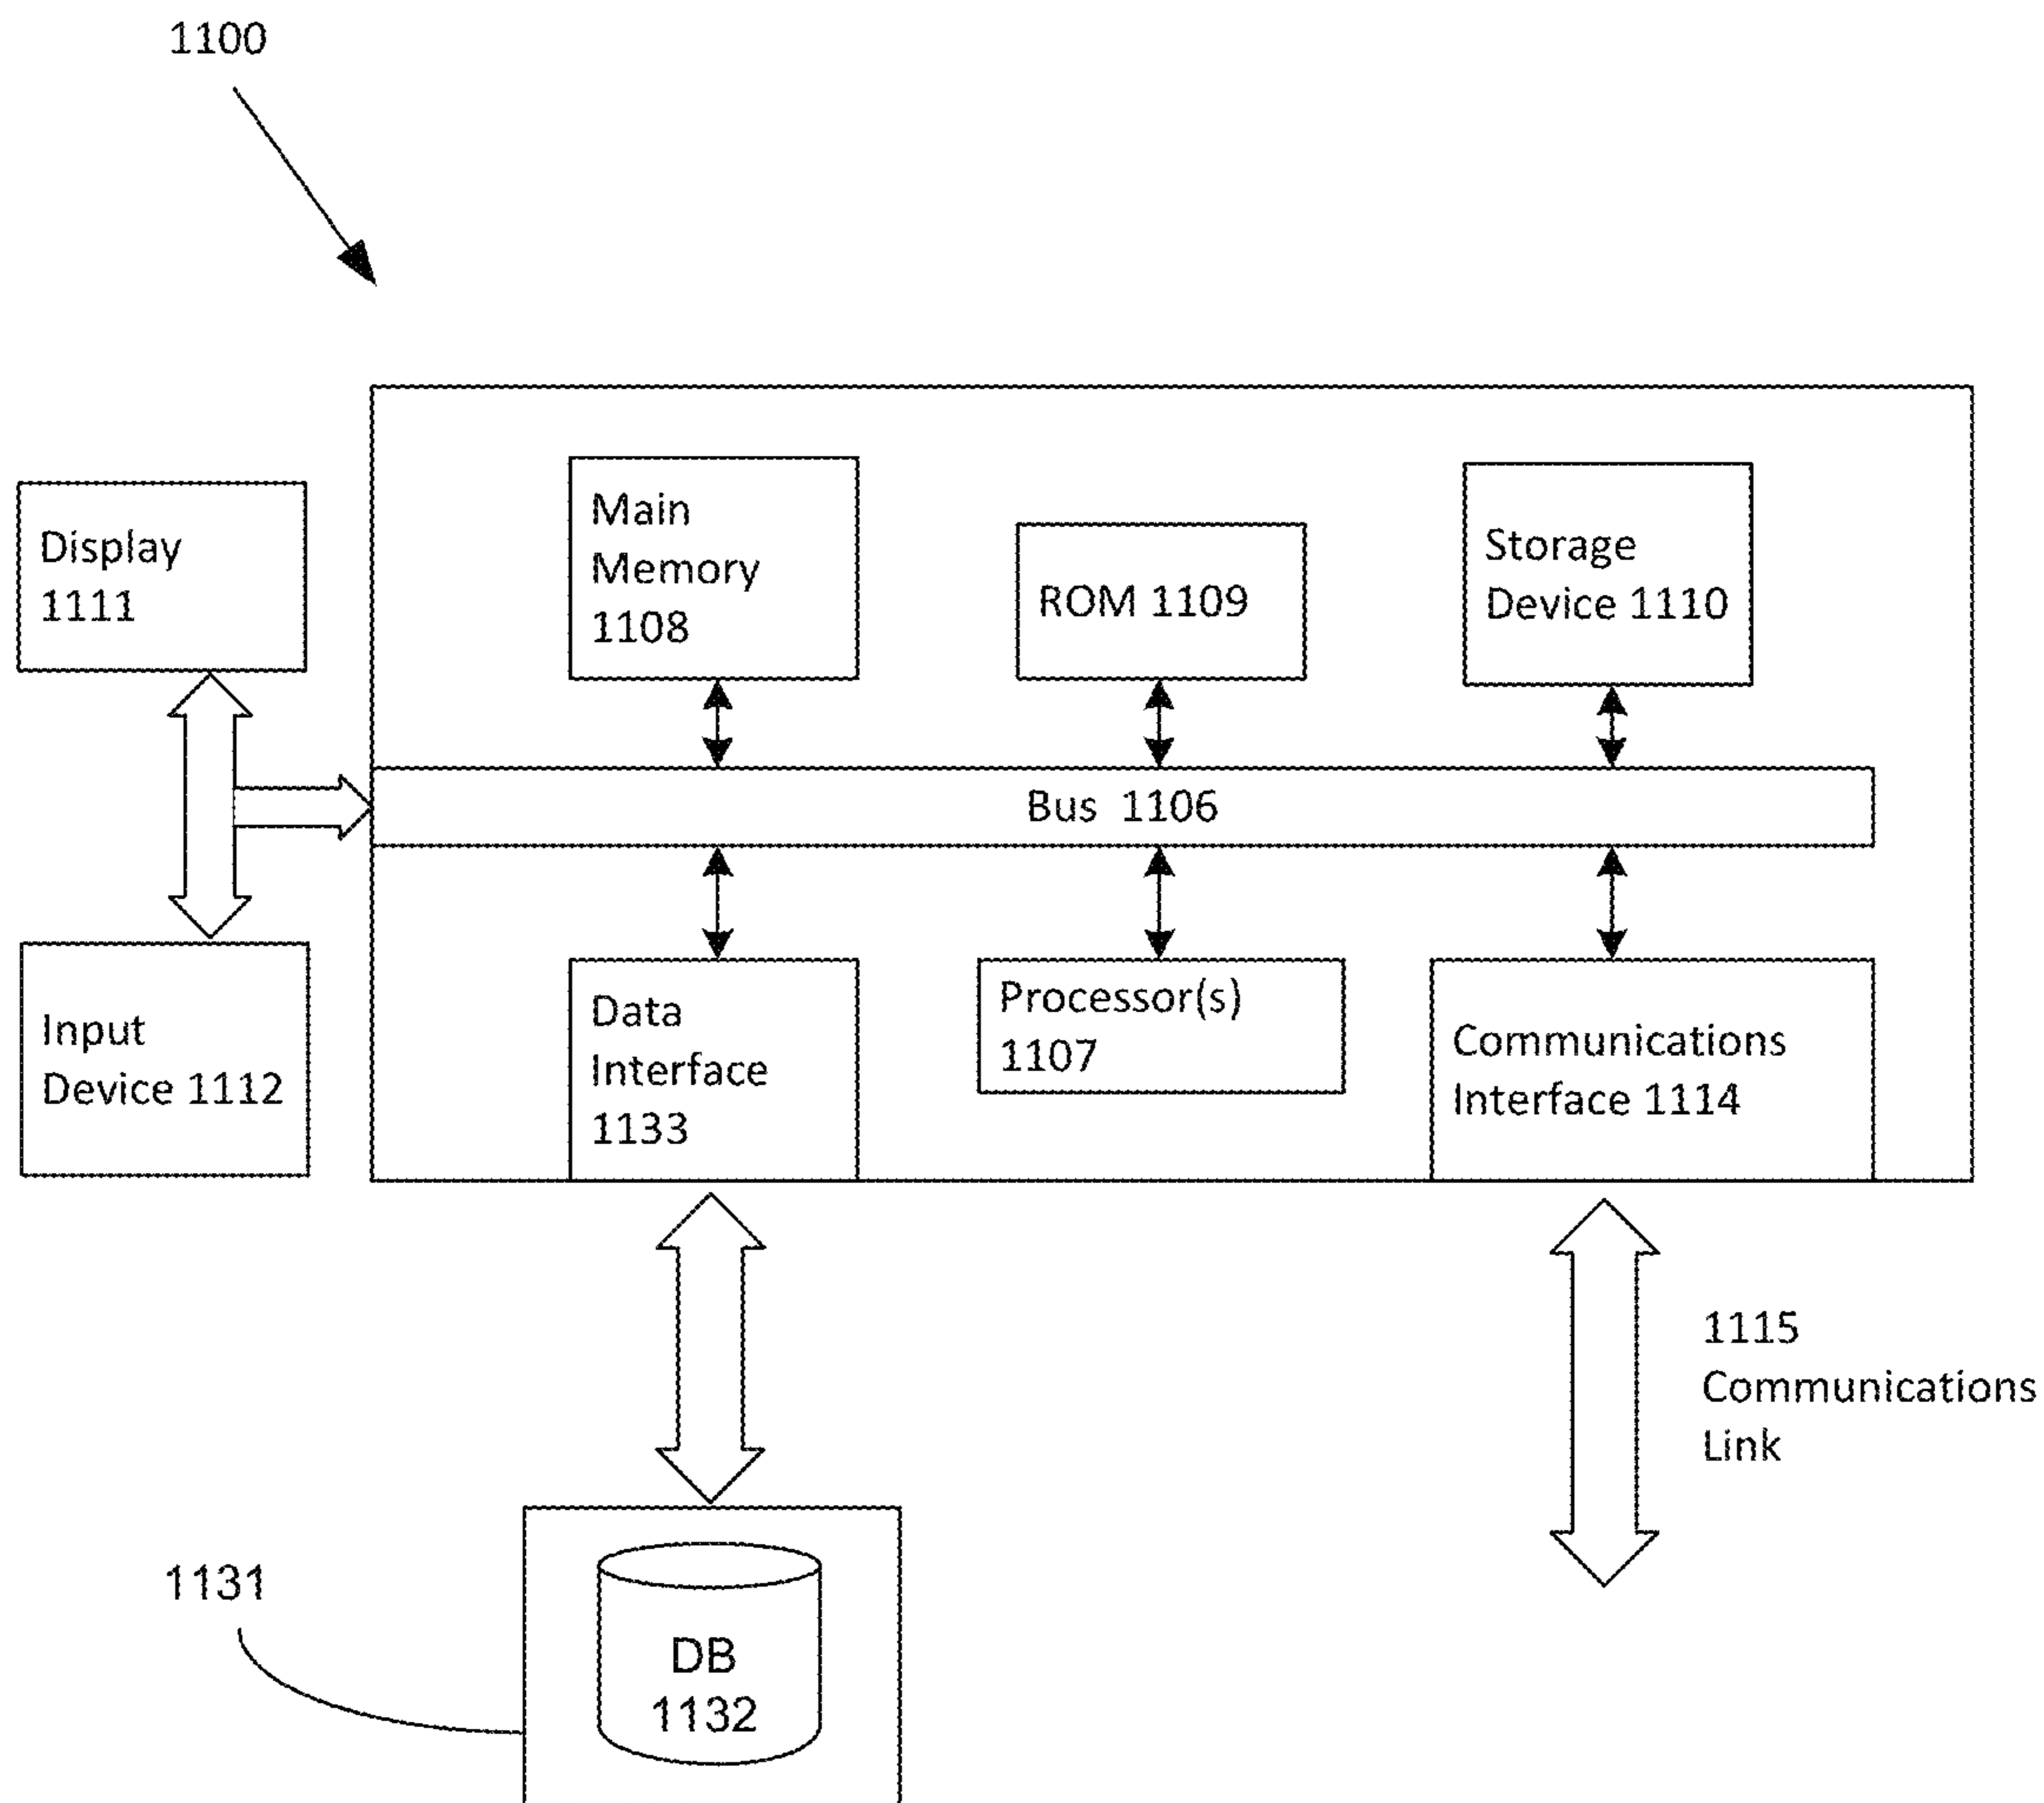 1100
Display
1111
Main
Memory
1108
ROM 1109
Storage
Device 1110
Bus 1106
Input
Device 1112
Data
Interface
1133
Processor(s)
1107
Communications
Interface 1114
1115
Communications
Link
1131
DB
1132